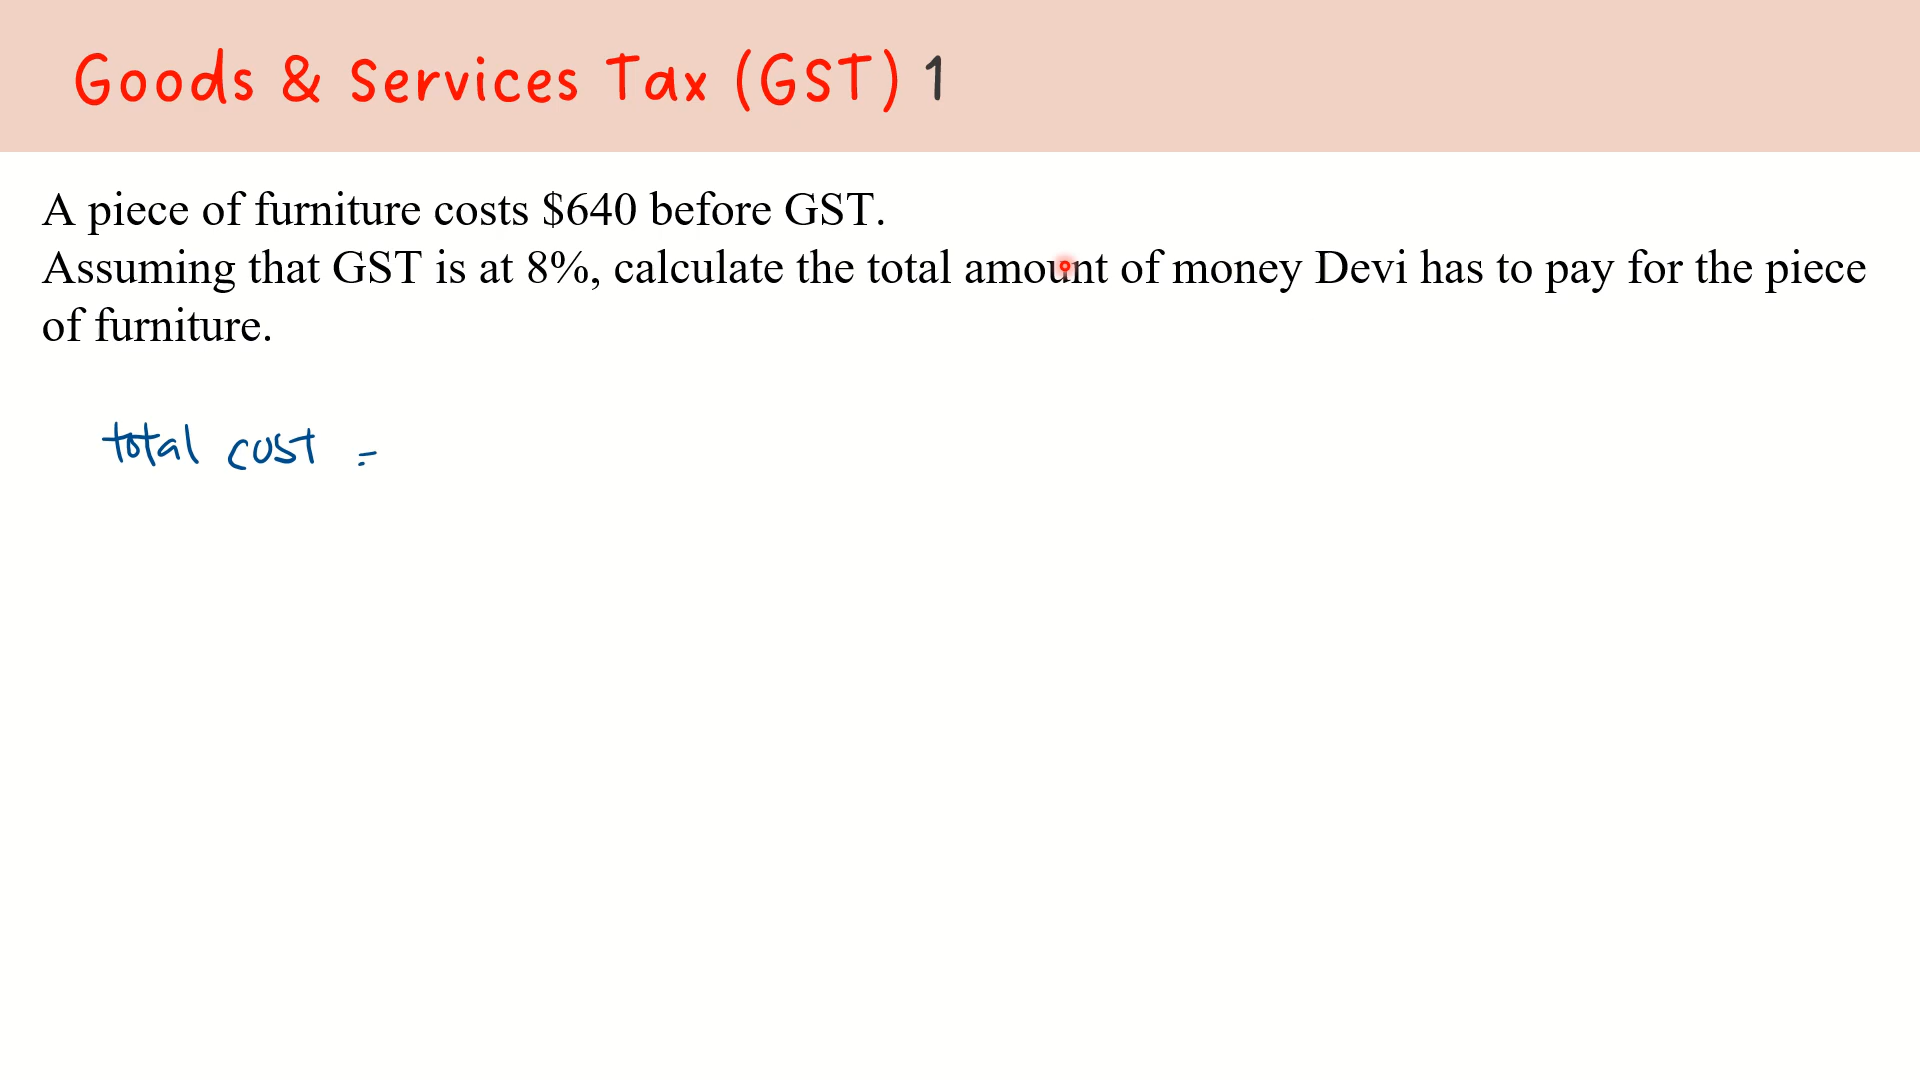 Goods & Services Tax (GST) 1
A piece of furniture costs $640 before GST.
Assuming that GST is at 8%, calculate the total amount of money Devi has to pay for the piece
of furniture.
total cost =